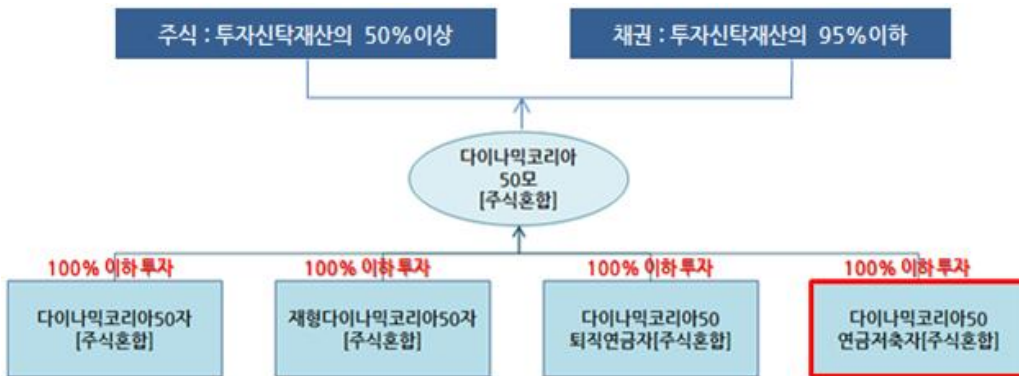 주식 : 투자신탁재산의 50%이상
채권 : 투자신탁재산의 95%이하
다이나믹코리아
50모
[주식혼합]
100% 이하 투자
100% 이하 투자
100% 이하 투자
100% 이하 투자
다이나믹코리아50자
[주식혼합]
재형다이나믹코리아50자
[주식혼합]
다이나믹코리아50
퇴직연금자[주식혼합]
다이나믹코리아50
연금저축자[주식혼합]